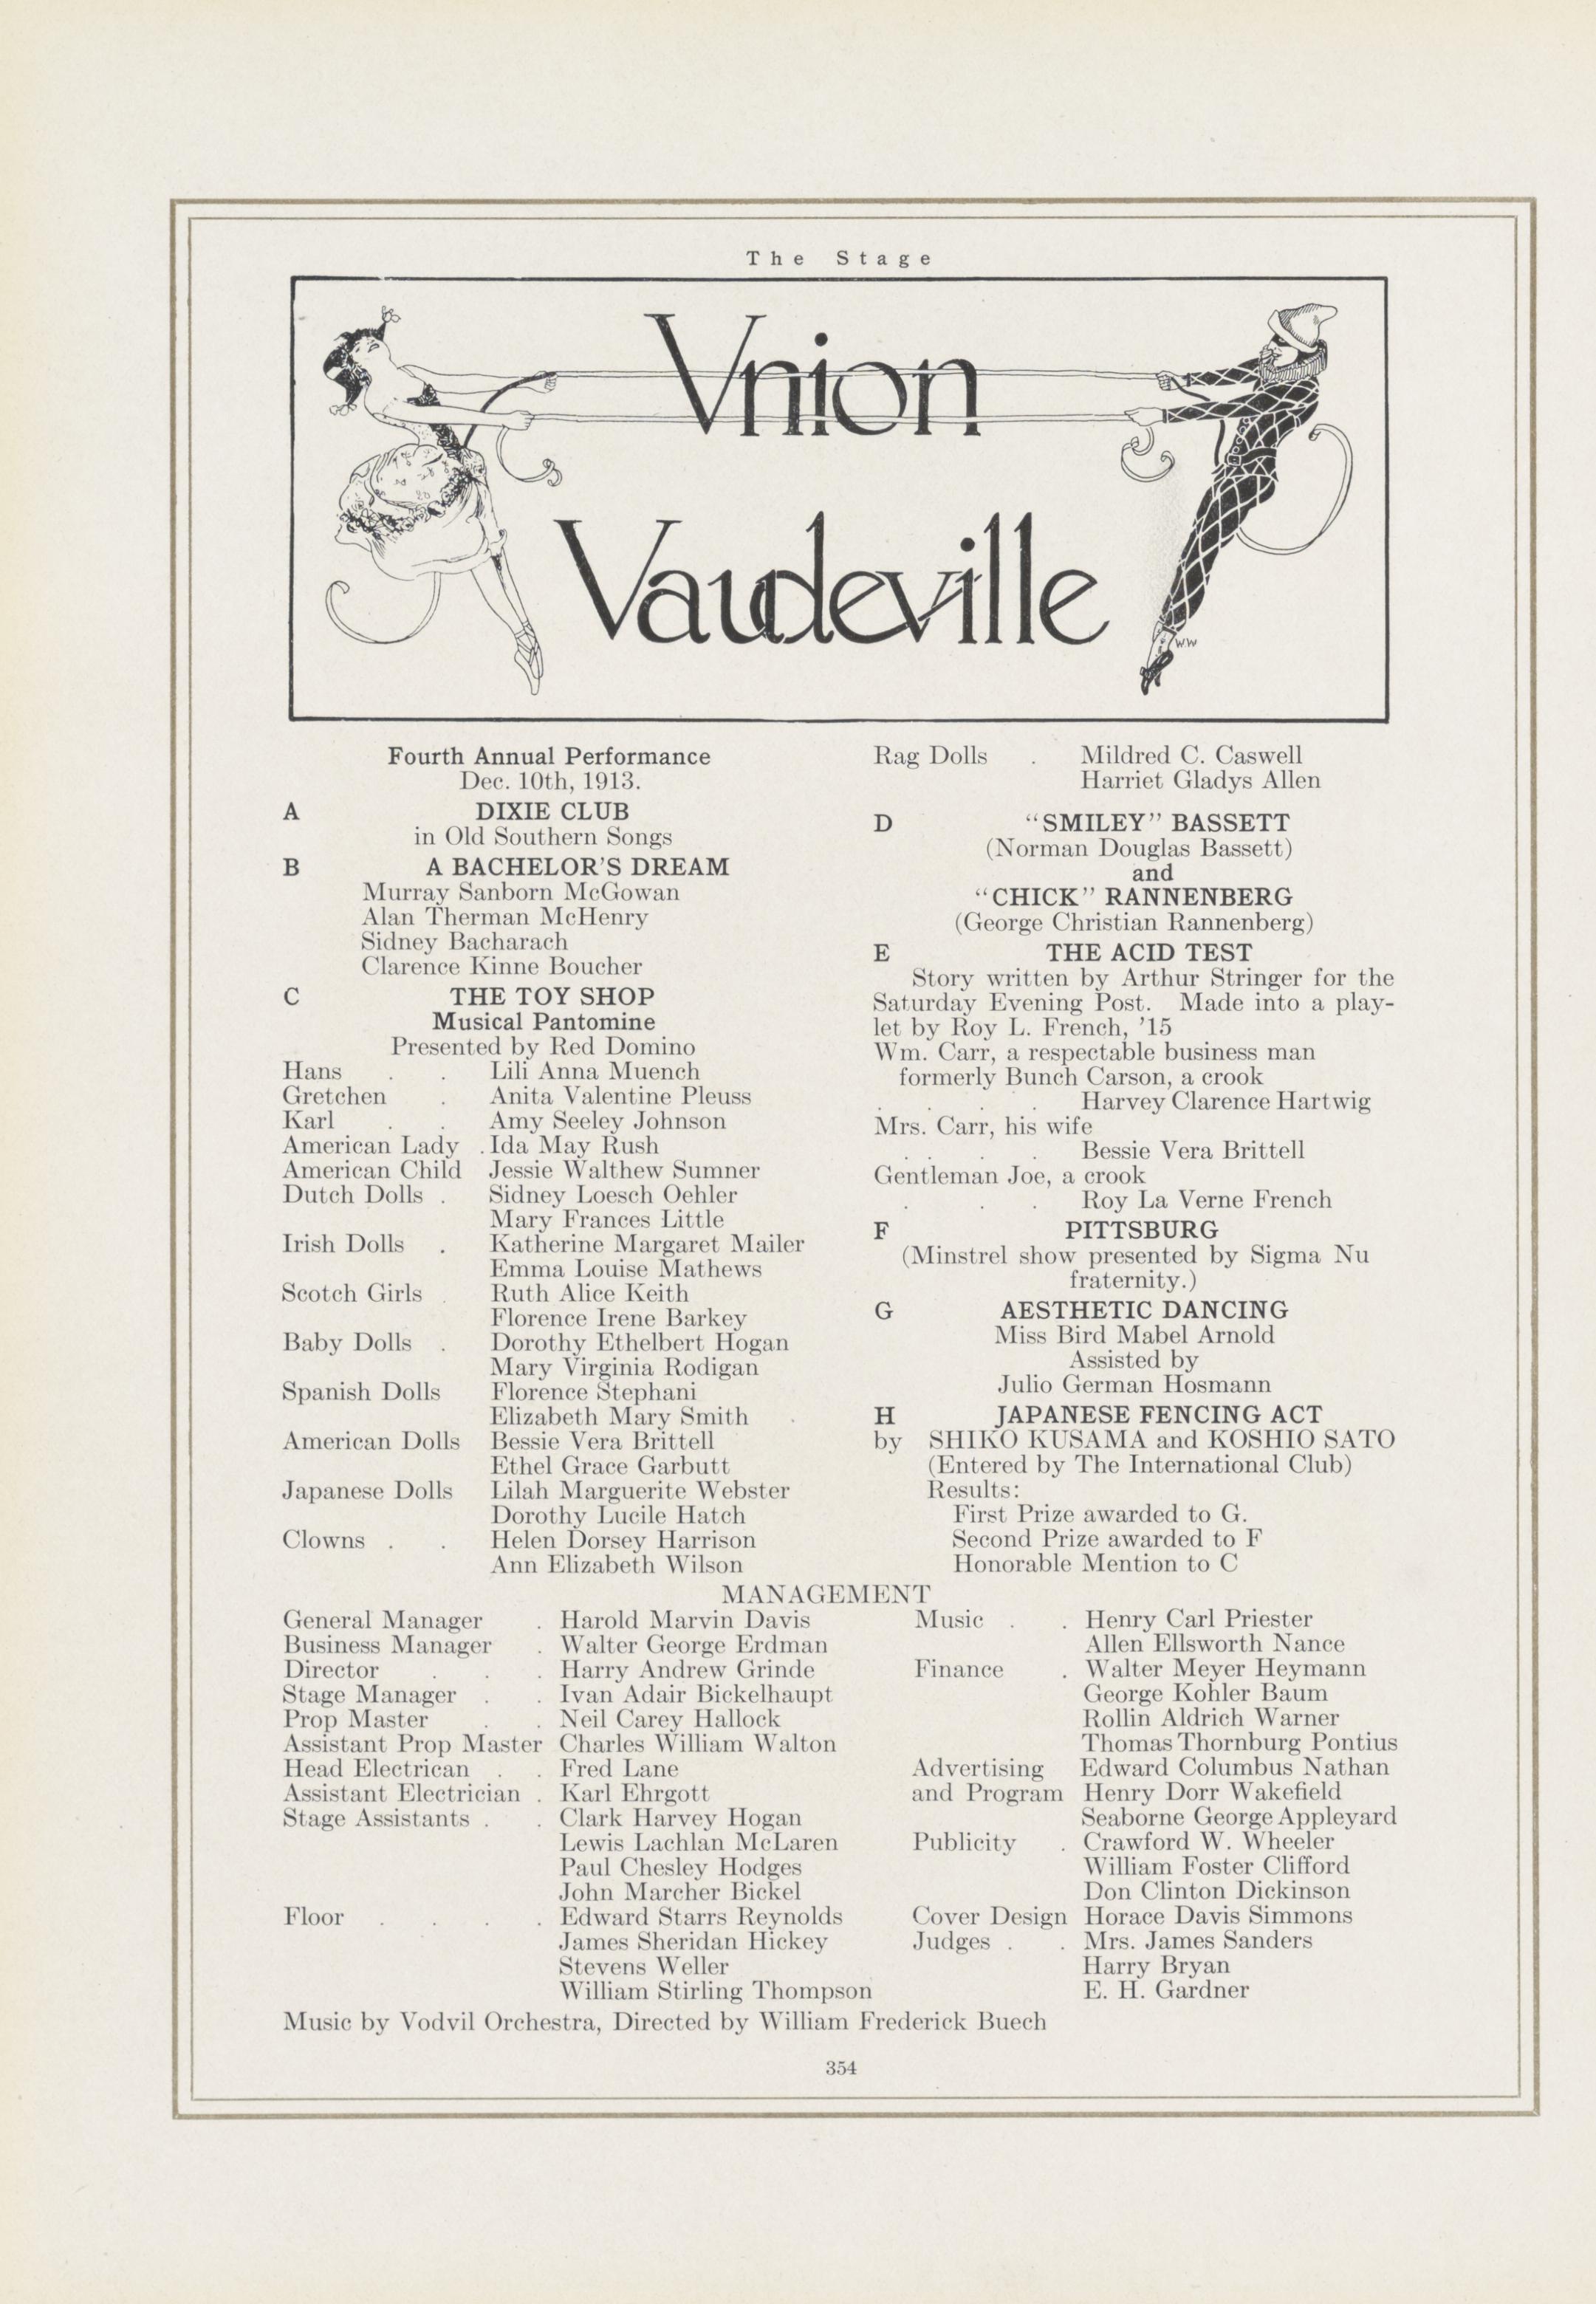 The Stage
Vnion
Vaudeville
WW
Fourth Annual Performance
Dec. 10th, 1913.
A DIXIE CLUB
in Old Southern Songs
B A BACHELOR'S DREAM
Murray Sanborn McGowan
Alan Therman McHenry
Sidney Bacharach
Clarence Kinne Boucher
C THE TOY SHOP
Musical Pantomine
Presented by Red Domino
Hans . . Lili Anna Muench
Gretchen . Anita Valentine Pleuss
Karl . . Amy Seeley Johnson
American Lady . Ida May Rush
American Child Jessie Walthew Sumner
Dutch Dolls . Sidney Loesch Oehler
Mary Frances Little
Irish Dolls . Katherine Margaret Mailer
Emma Louise Mathews
Scotch Girls . Ruth Alice Keith
Florence Irene Barkey
Baby Dolls . Dorothy Ethelbert Hogan
Mary Virginia Rodigan
Spanish Dolls Florence Stephani
Elizabeth Mary Smith
American Dolls Bessie Vera Brittell
Ethel Grace Garbutt
Japanese Dolls Lilah Marguerite Webster
Dorothy Lucile Hatch
Clowns . . Helen Dorsey Harrison
Ann Elizabeth Wilson
Rag Dolls . Mildred C. Caswell
Harriet Gladys Allen
D "SMILEY" BASSETT
(Norman Douglas Bassett)
and
"CHICK" RANNENBERG
(George Christian Rannenberg)
E THE ACID TEST
Story written by Arthur Stringer for the
Saturday Evening Post. Made into a play-
let by Roy L. French, '15
Wm. Carr, a respectable business man
formerly Bunch Carson, a crook
. . . Harvey Clarence Hartwig
Mrs. Carr, his wife
. . . Bessie Vera Brittell
Gentleman Joe, a crook
. . . Roy La Verne French
F PITTSBURG
(Minstrel show presented by Sigma Nu
fraternity.)
G AESTHETIC DANCING
Miss Bird Mabel Arnold
Assisted by
Julio German Hosmann
H JAPANESE FENCING ACT
by SHIKO KUSAMA and KOSHIO SATO
(Entered by The International Club)
Results:
First Prize awarded to G.
Second Prize awarded to F
Honorable Mention to C
MANAGEMENT
General Manager . Harold Marvin Davis
Business Manager . Walter George Erdman
Director . . . Harry Andrew Grinde
Stage Manager . . Ivan Adair Bickelhaupt
Prop Master . . Neil Carey Hallock
Assistant Prop Master Charles William Walton
Head Electrican . . Fred Lane
Assistant Electrician . Karl Ehrgott
Stage Assistants . . Clark Harvey Hogan
Lewis Lachlan McLaren
Paul Chesley Hodges
John Marcher Bickel
Floor . . . . Edward Starrs Reynolds
James Sheridan Hickey
Stevens Weller
William Stirling Thompson
Music . . Henry Carl Priester
Allen Ellsworth Nance
Finance . Walter Meyer Heymann
George Kohler Baum
Rollin Aldrich Warner
Thomas Thornburg Pontius
Advertising Edward Columbus Nathan
and Program Henry Dorr Wakefield
Seaborne George Appleyard
Publicity . Crawford W. Wheeler
William Foster Clifford
Don Clinton Dickinson
Cover Design Horace Davis Simmons
Judges . . Mrs. James Sanders
Harry Bryan
E. H. Gardner
Music by Vodvil Orchestra, Directed by William Frederick Buech
354